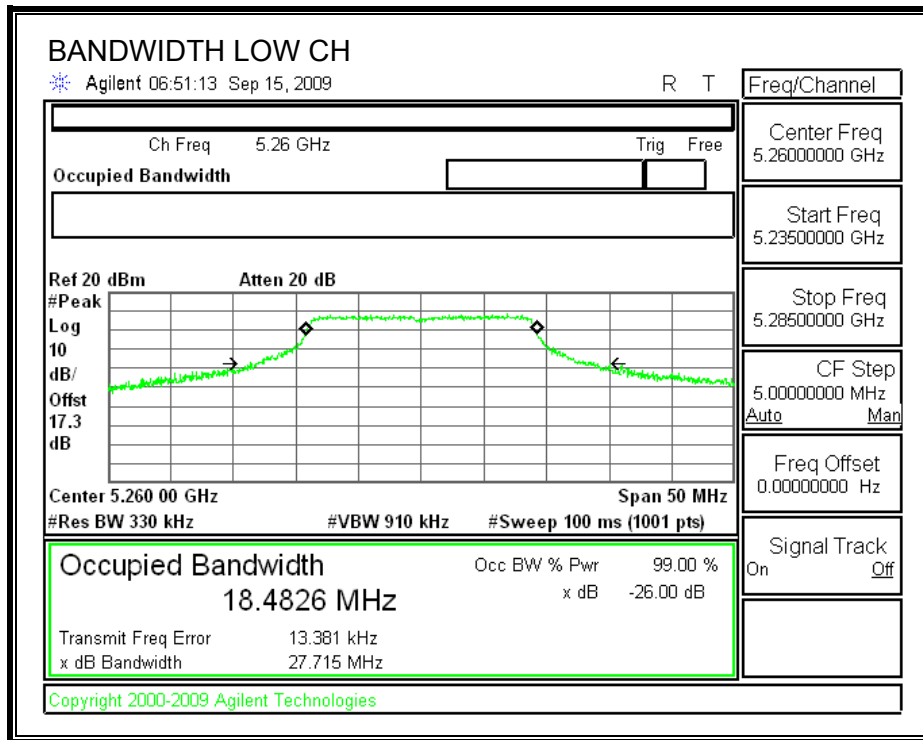 BANDWIDTH LOW CH
Agilent 06:51:13 Sep 15, 2009 R T
Freq/Channel
Ch Freq 5.26 GHz Trig Free
Occupied Bandwidth
Center Freq
5.26000000 GHz
Start Freq
5.23500000 GHz
Stop Freq
5.28500000 GHz
CF Step
5.00000000 MHz
Auto Man
Freq Offset
0.00000000 Hz
Signal Track
On Off
Ref 20 dBm Atten 20 dB
#Peak
Log
10
dB/
Offst
17.3
dB
Center 5.260 00 GHz Span 50 MHz
#Res BW 330 kHz #VBW 910 kHz #Sweep 100 ms (1001 pts)
Occupied Bandwidth Occ BW % Pwr 99.00 %
18.4826 MHz x dB -26.00 dB
Transmit Freq Error 13.381 kHz
x dB Bandwidth 27.715 MHz
Copyright 2000-2009 Agilent Technologies